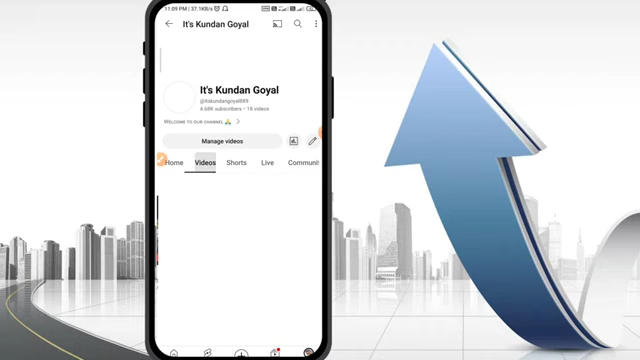 11:09 PM | 37.1KB/s
It's Kundan Goyal
It's Kundan Goyal
@itskundangoyal889
4.68K subscribers • 18 videos
WELCOME TO OUR CHANNEL 🙏
Manage videos
Home Videos Shorts Live Communit